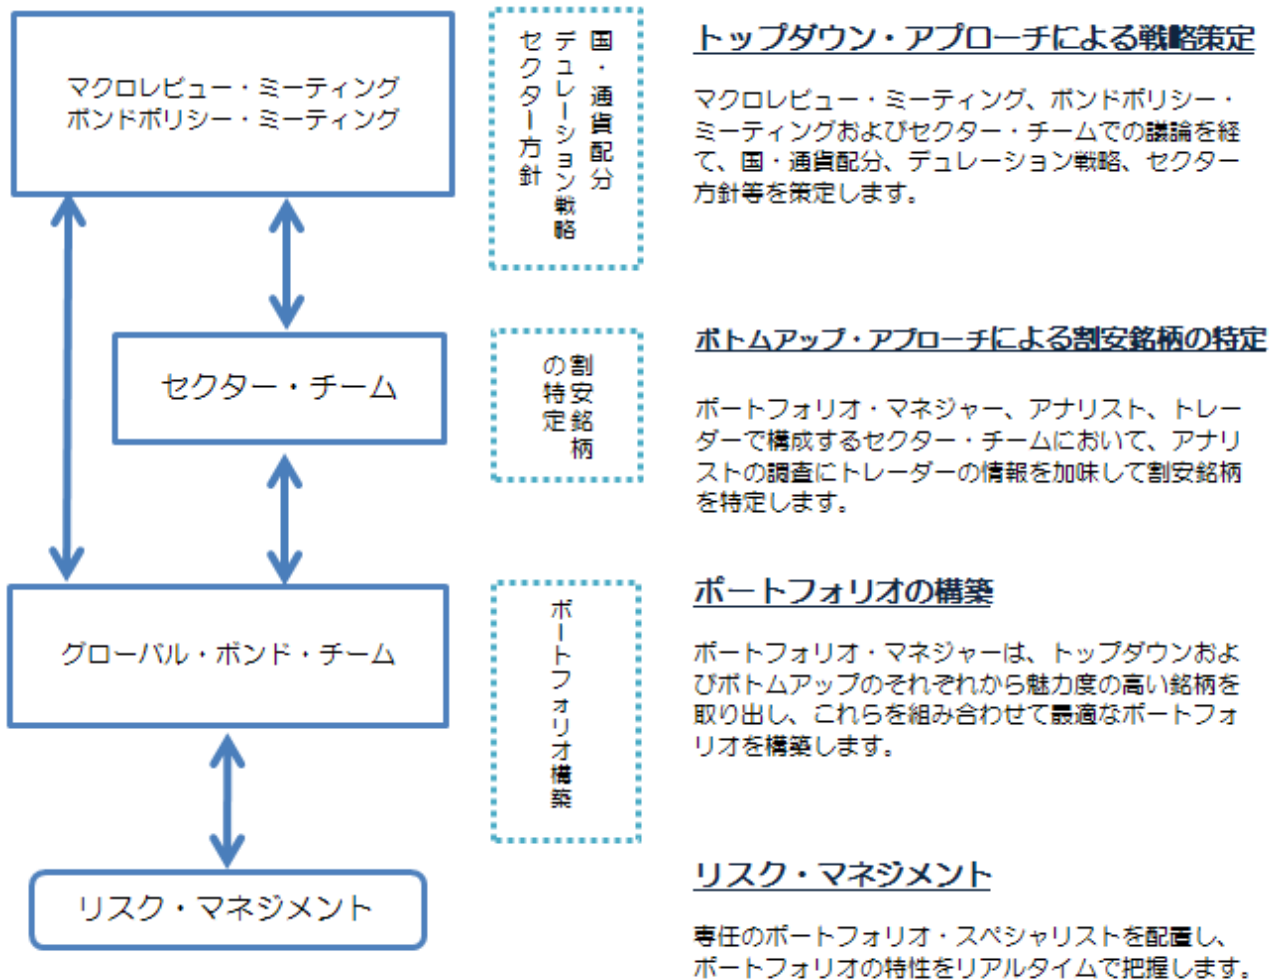 マクロレビュー・ミーティング
ボンドポリシー・ミーティング
国・通貨配分
デュレーション戦略
セクター方針
トップダウン・アプローチによる戦略策定
マクロレビュー・ミーティング、ボンドポリシー・
ミーティングおよびセクター・チームでの議論を経
て、国・通貨配分、デュレーション戦略、セクター
方針等を策定します。
セクター・チーム
割安銘柄
の特定
ボトムアップ・アプローチによる割安銘柄の特定
ポートフォリオ・マネジャー、アナリスト、トレー
ダーで構成するセクター・チームにおいて、アナリ
ストの調査にトレーダーの情報を加味して割安銘柄
を特定します。
グローバル・ボンド・チーム
ポートフォリオ構築
ポートフォリオの構築
ポートフォリオ・マネジャーは、トップダウンおよ
びボトムアップのそれぞれから魅力度の高い銘柄を
取り出し、これらを組み合わせて最適なポートフォ
リオを構築します。
リスク・マネジメント
リスク・マネジメント
専任のポートフォリオ・スペシャリストを配置し、
ポートフォリオの特性をリアルタイムで把握します。